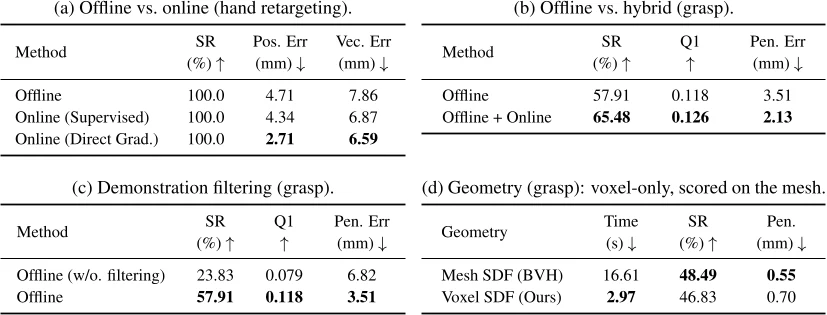 (a) Offline vs. online (hand retargeting).
Method SR (%) ↑ Pos. Err (mm) ↓ Vec. Err (mm) ↓
Offline 100.0 4.71 7.86
Online (Supervised) 100.0 4.34 6.87
Online (Direct Grad.) 100.0 2.71 6.59
(b) Offline vs. hybrid (grasp).
Method SR (%) ↑ Q1 ↑ Pen. Err (mm) ↓
Offline 57.91 0.118 3.51
Offline + Online 65.48 0.126 2.13
(c) Demonstration filtering (grasp).
Method SR (%) ↑ Q1 ↑ Pen. Err (mm) ↓
Offline (w/o. filtering) 23.83 0.079 6.82
Offline 57.91 0.118 3.51
(d) Geometry (grasp): voxel-only, scored on the mesh.
Geometry Time (s) ↓ SR (%) ↑ Pen. (mm) ↓
Mesh SDF (BVH) 16.61 48.49 0.55
Voxel SDF (Ours) 2.97 46.83 0.70